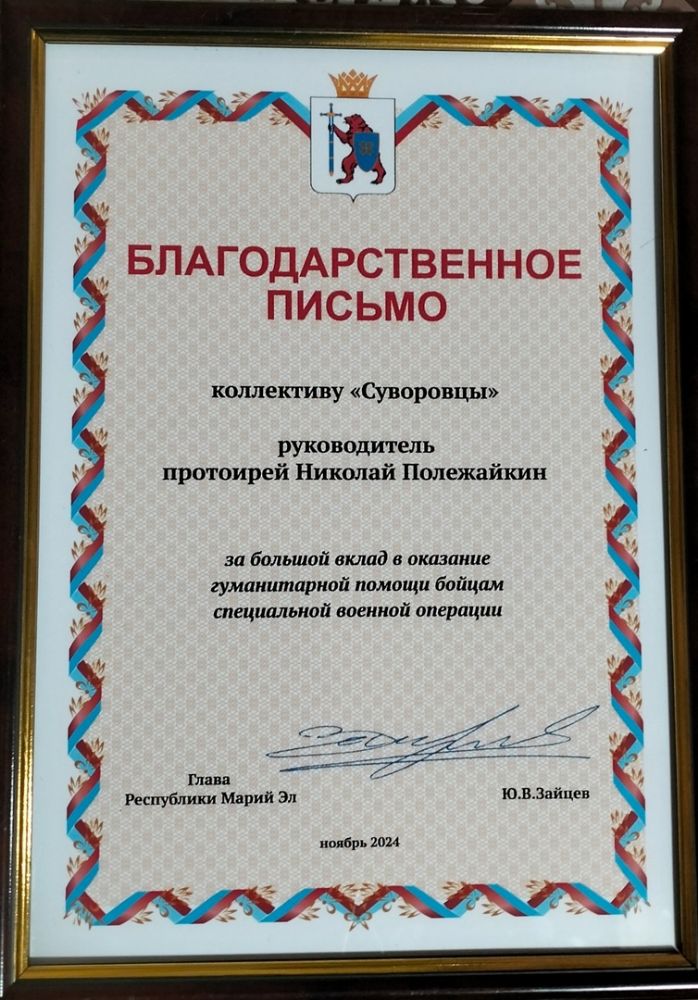 БЛАГОДАРСТВЕННОЕ
ПИСЬМО
коллективу «Суворовцы»
руководитель
протоирей Николай Полежайкин
за большой вклад в оказание
гуманитарной помощи бойцам
специальной военной операции
Глава
Республики Марий Эл
Ю.В.Зайцев
ноябрь 2024